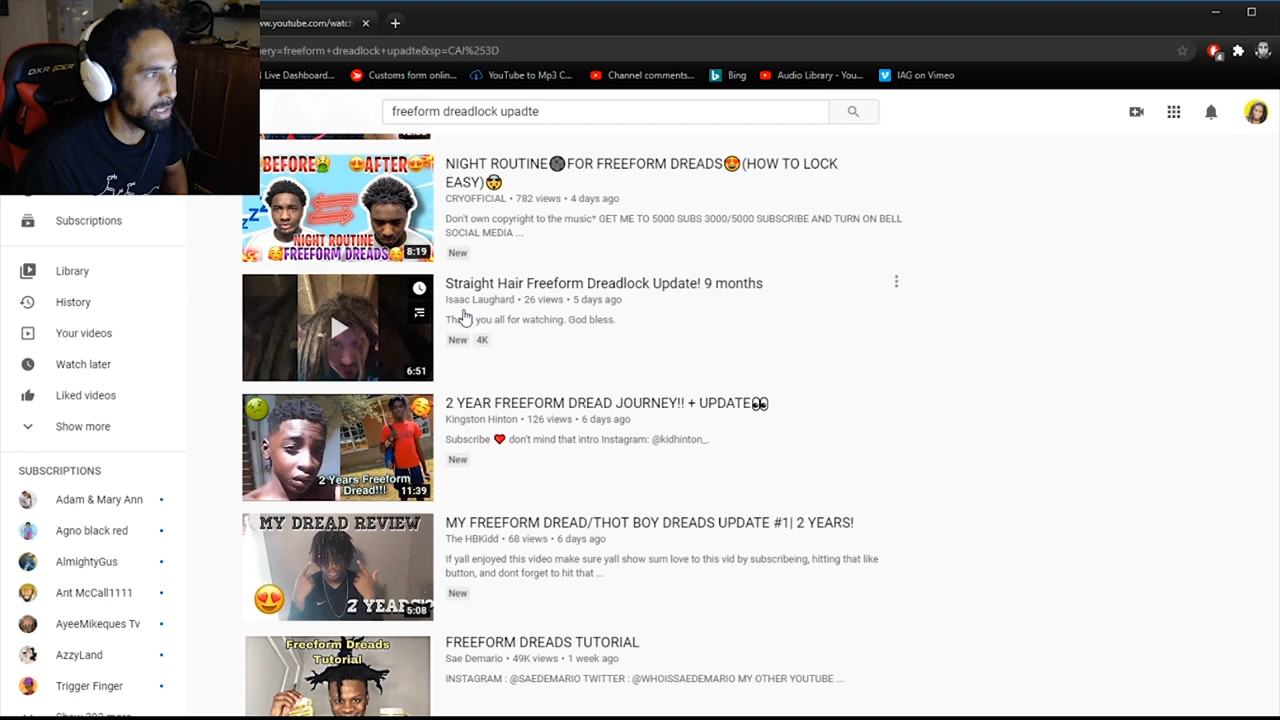 DXRACER
ww.youtube.com/watch
uery=freeform+dreadlock+upadte&sp=CAI%253D
4
l Live Dashboard... Customs form onlin... YouTube to Mp3 C... Channel comments... Bing Audio Library - You... IAG on Vimeo
freeform dreadlock upadte
Subscriptions
Library
History
Your videos
Watch later
Liked videos
Show more
SUBSCRIPTIONS
Adam & Mary Ann
Agno black red
AlmightyGus
Ant McCall1111
AyeeMikeques Tv
AzzyLand
Trigger Finger
BEFORE AFTER
NIGHT ROUTINE
FREEFORM DREADS
8:19
NIGHT ROUTINE🌚FOR FREEFORM DREADS😍(HOW TO LOCK
EASY)😲
CRYOFFICIAL • 782 views • 4 days ago
Don't own copyright to the music* GET ME TO 5000 SUBS 3000/5000 SUBSCRIBE AND TURN ON BELL
SOCIAL MEDIA ...
New
6:51
Straight Hair Freeform Dreadlock Update! 9 months
Isaac Laughard • 26 views • 5 days ago
you all for watching. God bless.
New 4K
2 Years Freeform
Dread!!!
11:39
2 YEAR FREEFORM DREAD JOURNEY!! + UPDATE👀
Kingston Hinton • 126 views • 6 days ago
Subscribe ❤️ don't mind that intro Instagram: @kidhinton_.
New
MY DREAD REVIEW
2 YEARS?
5:08
MY FREEFORM DREAD/THOT BOY DREADS UPDATE #1| 2 YEARS!
The HBKidd • 68 views • 6 days ago
If yall enjoyed this video make sure yall show sum love to this vid by subscribeing, hitting that like
button, and dont forget to hit that ...
New
Freeform Dreads
Tutorial
FREEFORM DREADS TUTORIAL
Sae Demario • 49K views • 1 week ago
INSTAGRAM : @SAEDEMARIO TWITTER : @WHOISSAEDEMARIO MY OTHER YOUTUBE ...